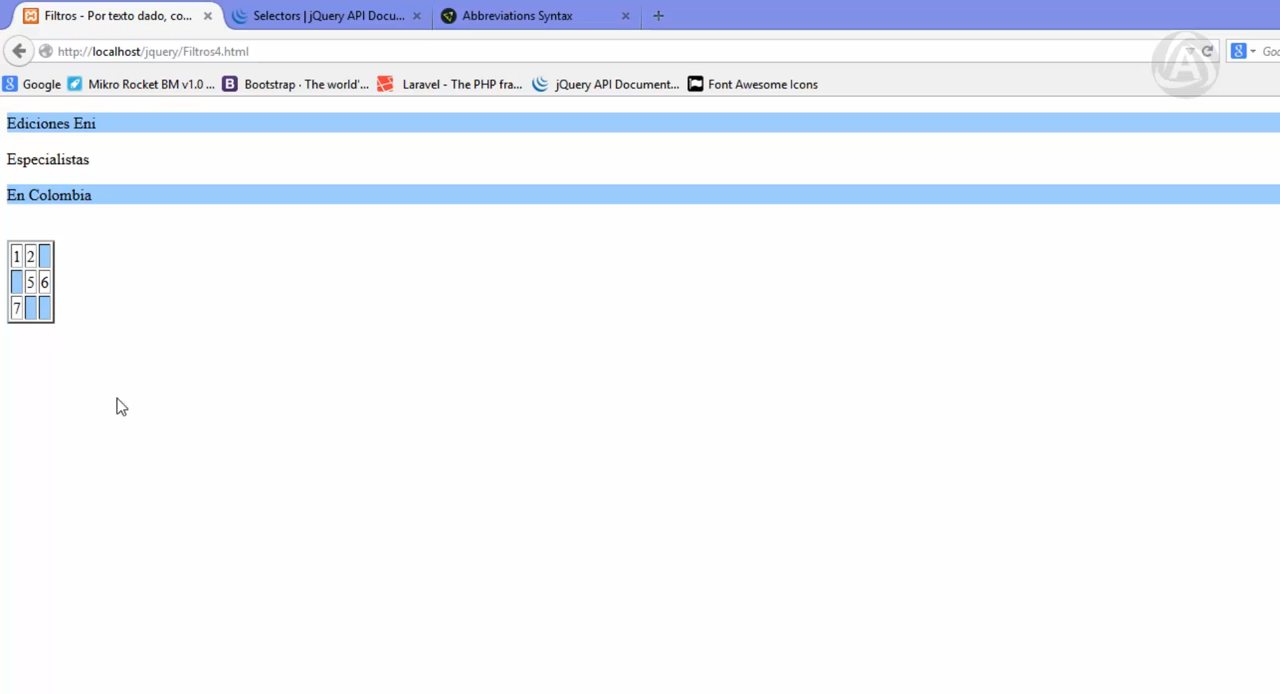 Filtros - Por texto dado, co...
Selectors | jQuery API Docu...
Abbreviations Syntax
http://localhost/jquery/Filtros4.html
Goo
Google
Mikro Rocket BM v1.0 ...
Bootstrap · The world'...
Laravel - The PHP fra...
jQuery API Document...
Font Awesome Icons
Ediciones Eni
Especialistas
En Colombia
1 2
5 6
7